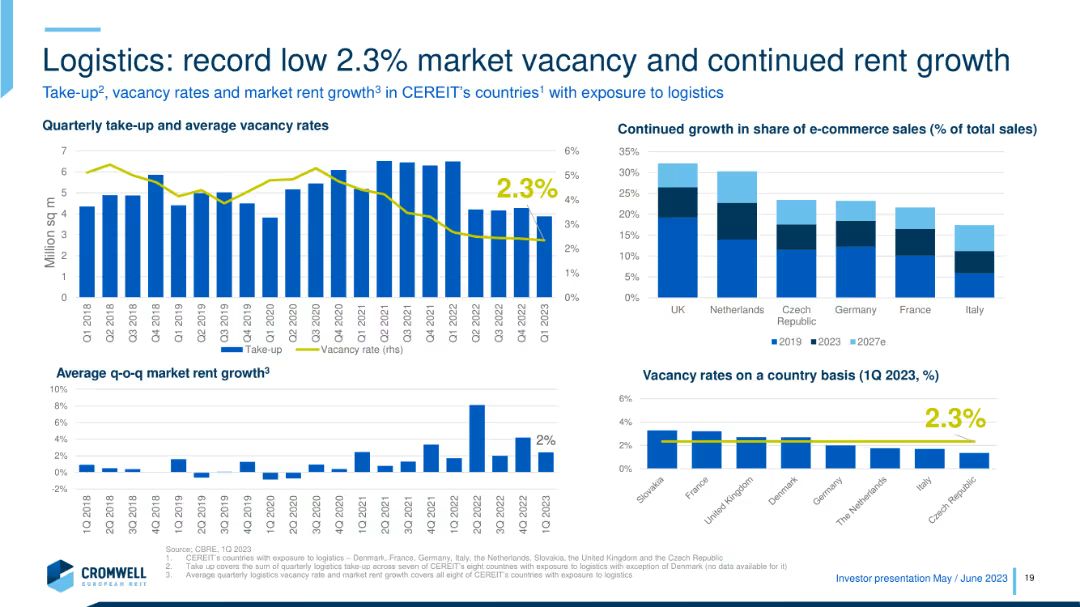 Logistics: record low 2.3% market vacancy and continued rent growth
Take-up2, vacancy rates and market rent growth3 in CEREIT's countries1 with exposure to logistics
Quarterly take-up and average vacancy rates
7
6
5
4
3
2
1
0
Million sq m
6%
5%
4%
3%
2%
1%
0%
2.3%
Q1 2018
Q2 2018
Q3 2018
Q4 2018
Q1 2019
Q2 2019
Q3 2019
Q4 2019
Q1 2020
Q2 2020
Q3 2020
Q4 2020
Q1 2021
Q2 2021
Q3 2021
Q4 2021
Q1 2022
Q2 2022
Q3 2022
Q4 2022
Q1 2023
Take-up
Vacancy rate (rhs)
Continued growth in share of e-commerce sales (% of total sales)
35%
30%
25%
20%
15%
10%
5%
0%
UK
Netherlands
Czech
Republic
Germany
France
Italy
2019
2023
2027e
Average q-o-q market rent growth3
10%
8%
6%
4%
2%
0%
-2%
2%
1Q 2018
2Q 2018
3Q 2018
4Q 2018
1Q 2019
2Q 2019
3Q 2019
4Q 2019
1Q 2020
2Q 2020
3Q 2020
4Q 2020
1Q 2021
2Q 2021
3Q 2021
4Q 2021
1Q 2022
2Q 2022
3Q 2022
4Q 2022
1Q 2023
Vacancy rates on a country basis (1Q 2023, %)
6%
4%
2%
0%
2.3%
Slovakia
France
United Kingdom
Denmark
Germany
The Netherlands
Italy
Czech Republic
Source; CBRE, 1Q 2023
1. CEREIT's countries with exposure to logistics – Denmark, France, Germany, Italy, the Netherlands, Slovakia, the United Kingdom and the Czech Republic
2. Take up covers the sum of quarterly logistics take-up across seven of CEREIT's eight countries with exposure to logistics with exception of Denmark (no data available for it)
3. Average quarterly logistics vacancy rate and market rent growth covers all eight of CEREIT's countries with exposure to logistics
CROMWELL
EUROPEAN REIT
Investor presentation May / June 2023
19